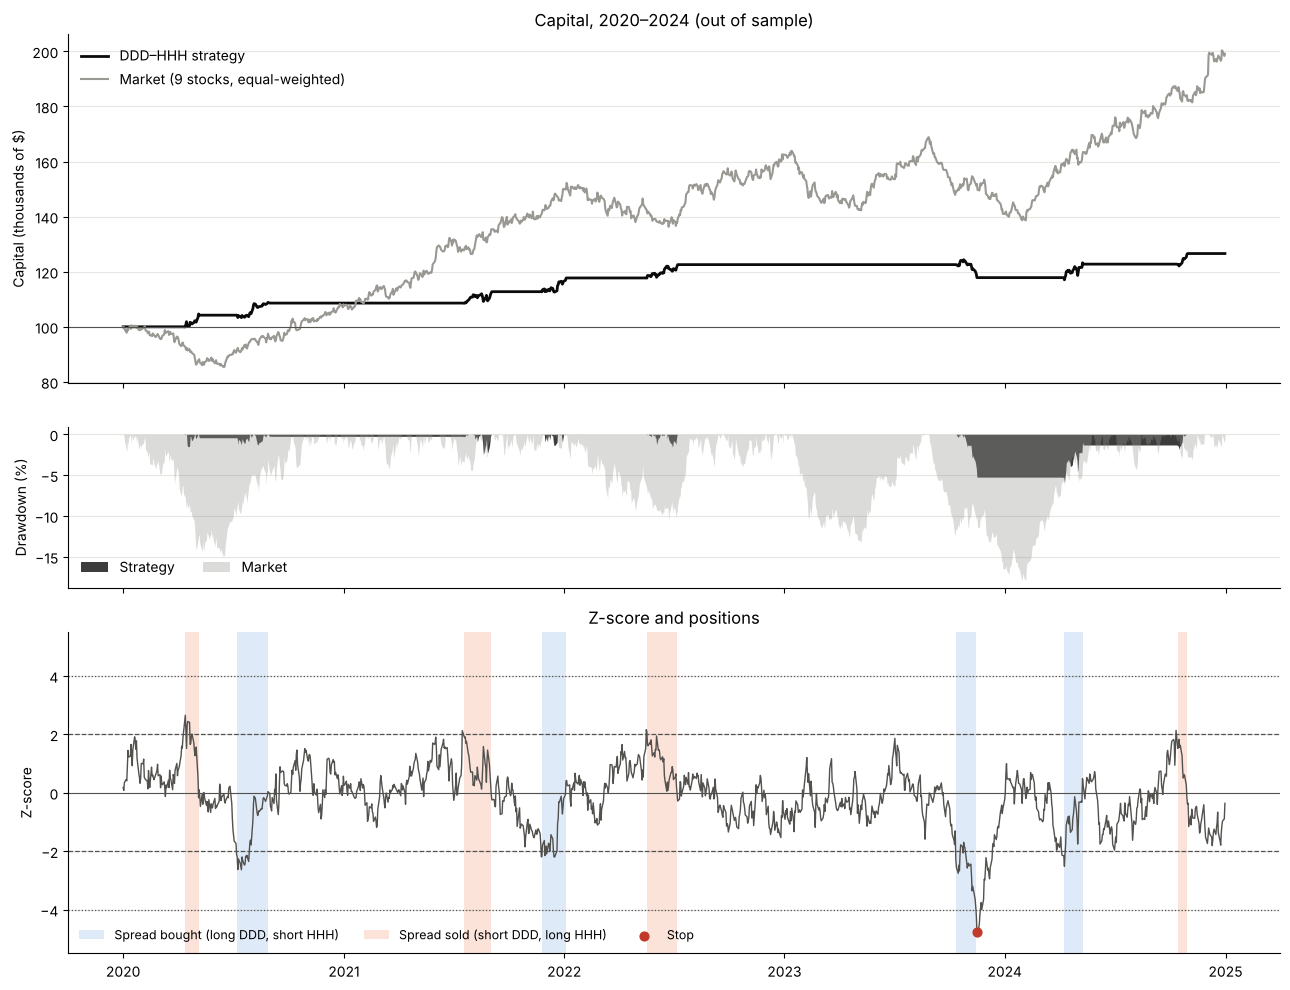 Capital, 2020–2024 (out of sample)
DDD–HHH strategy
Market (9 stocks, equal-weighted)
Capital (thousands of $)
200
180
160
140
120
100
80
Drawdown (%)
0
−5
−10
−15
Strategy
Market
Z-score and positions
Z-score
4
2
0
−2
−4
Spread bought (long DDD, short HHH)
Spread sold (short DDD, long HHH)
Stop
2020
2021
2022
2023
2024
2025